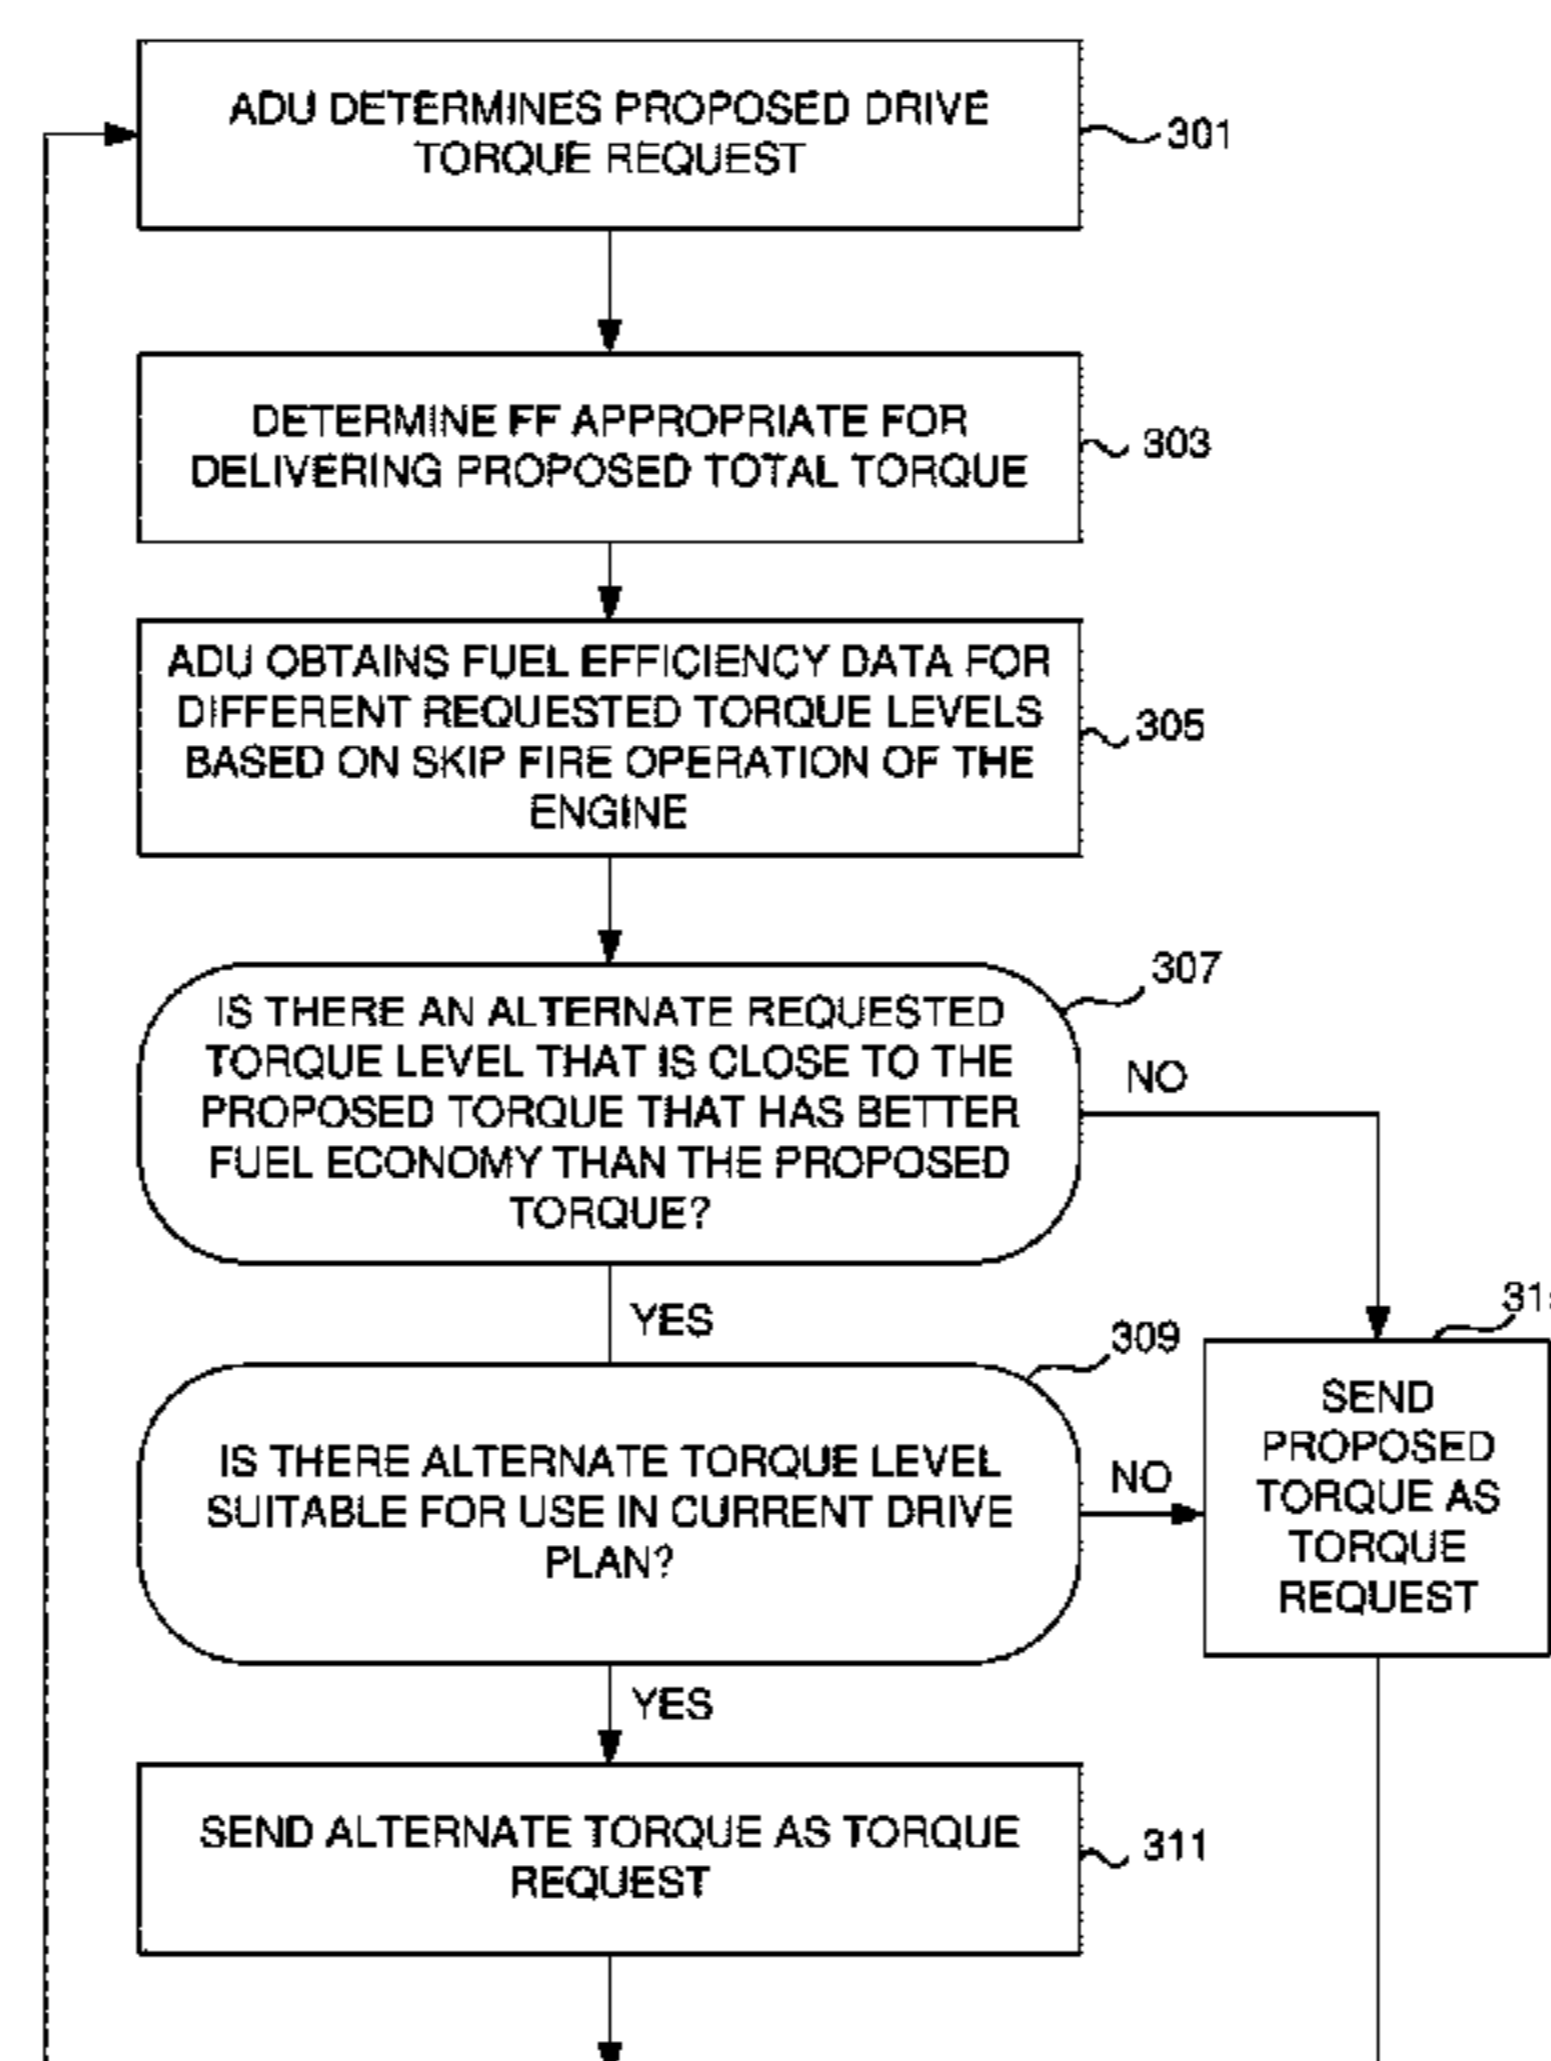 ADU DETERMINES PROPOSED DRIVE
TORQUE REQUEST
301
DETERMINE FF APPROPRIATE FOR
DELIVERING PROPOSED TOTAL TORQUE
303
ADU OBTAINS FUEL EFFICIENCY DATA FOR
DIFFERENT REQUESTED TORQUE LEVELS
BASED ON SKIP FIRE OPERATION OF THE
ENGINE
305
IS THERE AN ALTERNATE REQUESTED
TORQUE LEVEL THAT IS CLOSE TO THE
PROPOSED TORQUE THAT HAS BETTER
FUEL ECONOMY THAN THE PROPOSED
TORQUE?
307
NO
YES
IS THERE ALTERNATE TORQUE LEVEL
SUITABLE FOR USE IN CURRENT DRIVE
PLAN?
309
NO
SEND
PROPOSED
TORQUE AS
TORQUE
REQUEST
YES
SEND ALTERNATE TORQUE AS TORQUE
REQUEST
311